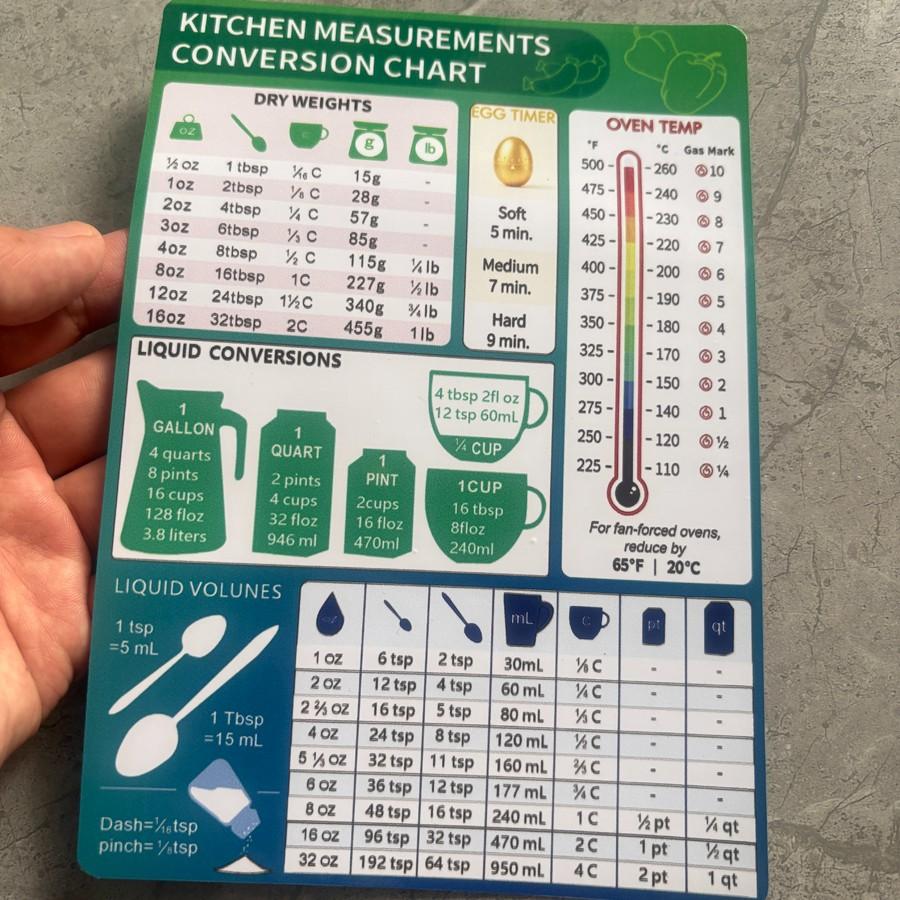 KITCHEN MEASUREMENTS
CONVERSION CHART
DRY WEIGHTS
oz g lb
½ oz 1 tbsp 1⁄16 C 15g -
1oz 2tbsp ⅛ C 28g -
2oz 4tbsp ¼ C 57g -
3oz 6tbsp ⅓ C 85g -
4oz 8tbsp ½ C 115g ¼ lb
8oz 16tbsp 1C 227g ½ lb
12oz 24tbsp 1½C 340g ¾ lb
16oz 32tbsp 2C 455g 1 lb
EGG TIMER
Soft
5 min.
Medium
7 min.
Hard
9 min.
OVEN TEMP
°F °C Gas Mark
500 - - 260 10
475 - - 240 9
450 - - 230 8
425 - - 220 7
400 - - 200 6
375 - - 190 5
350 - - 180 4
325 - - 170 3
300 - - 150 2
275 - - 140 1
250 - - 120 ½
225 - - 110 ¼
For fan-forced ovens,
reduce by
65°F | 20°C
LIQUID CONVERSIONS
1
GALLON
4 quarts
8 pints
16 cups
128 floz
3.8 liters
1
QUART
2 pints
4 cups
32 floz
946 ml
1
PINT
2cups
16 floz
470ml
4 tbsp 2fl oz
12 tsp 60mL
¼ CUP
1CUP
16 tbsp
8floz
240ml
LIQUID VOLUNES
1 tsp
=5 mL
1 Tbsp
=15 mL
Dash=1⁄16tsp
pinch=⅛tsp
oz mL C pt qt
1 oz 6 tsp 2 tsp 30mL ⅛ C - -
2 oz 12 tsp 4 tsp 60 mL ¼ C - -
2 ⅔ oz 16 tsp 5 tsp 80 mL ⅓ C - -
4 oz 24 tsp 8 tsp 120 mL ½ C - -
5 ⅓ oz 32 tsp 11 tsp 160 mL ⅔ C - -
6 oz 36 tsp 12 tsp 177 mL ¾ C - -
8 oz 48 tsp 16 tsp 240 mL 1 C ½ pt ¼ qt
16 oz 96 tsp 32 tsp 470 mL 2 C 1 pt ½ qt
32 oz 192 tsp 64 tsp 950 mL 4 C 2 pt 1 qt